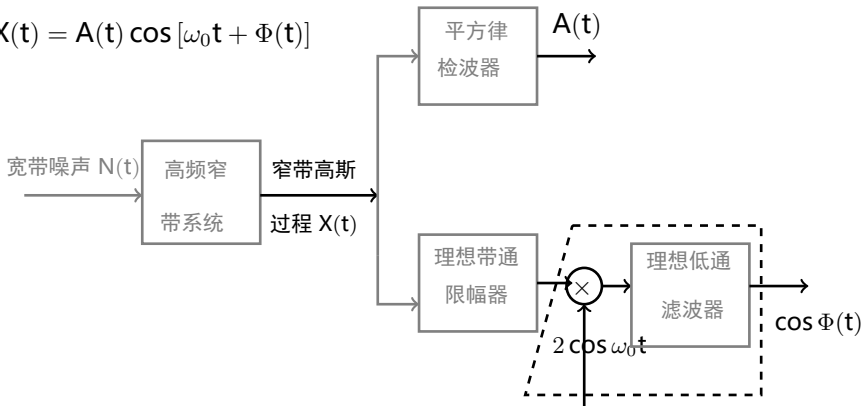 X(t) = A(t) cos [ω₀t + Φ(t)]
平方律
检波器
A(t)
宽带噪声 N(t)
高频窄
带系统
窄带高斯
过程 X(t)
理想带通
限幅器
×
2 cos ω₀t
理想低通
滤波器
cos Φ(t)